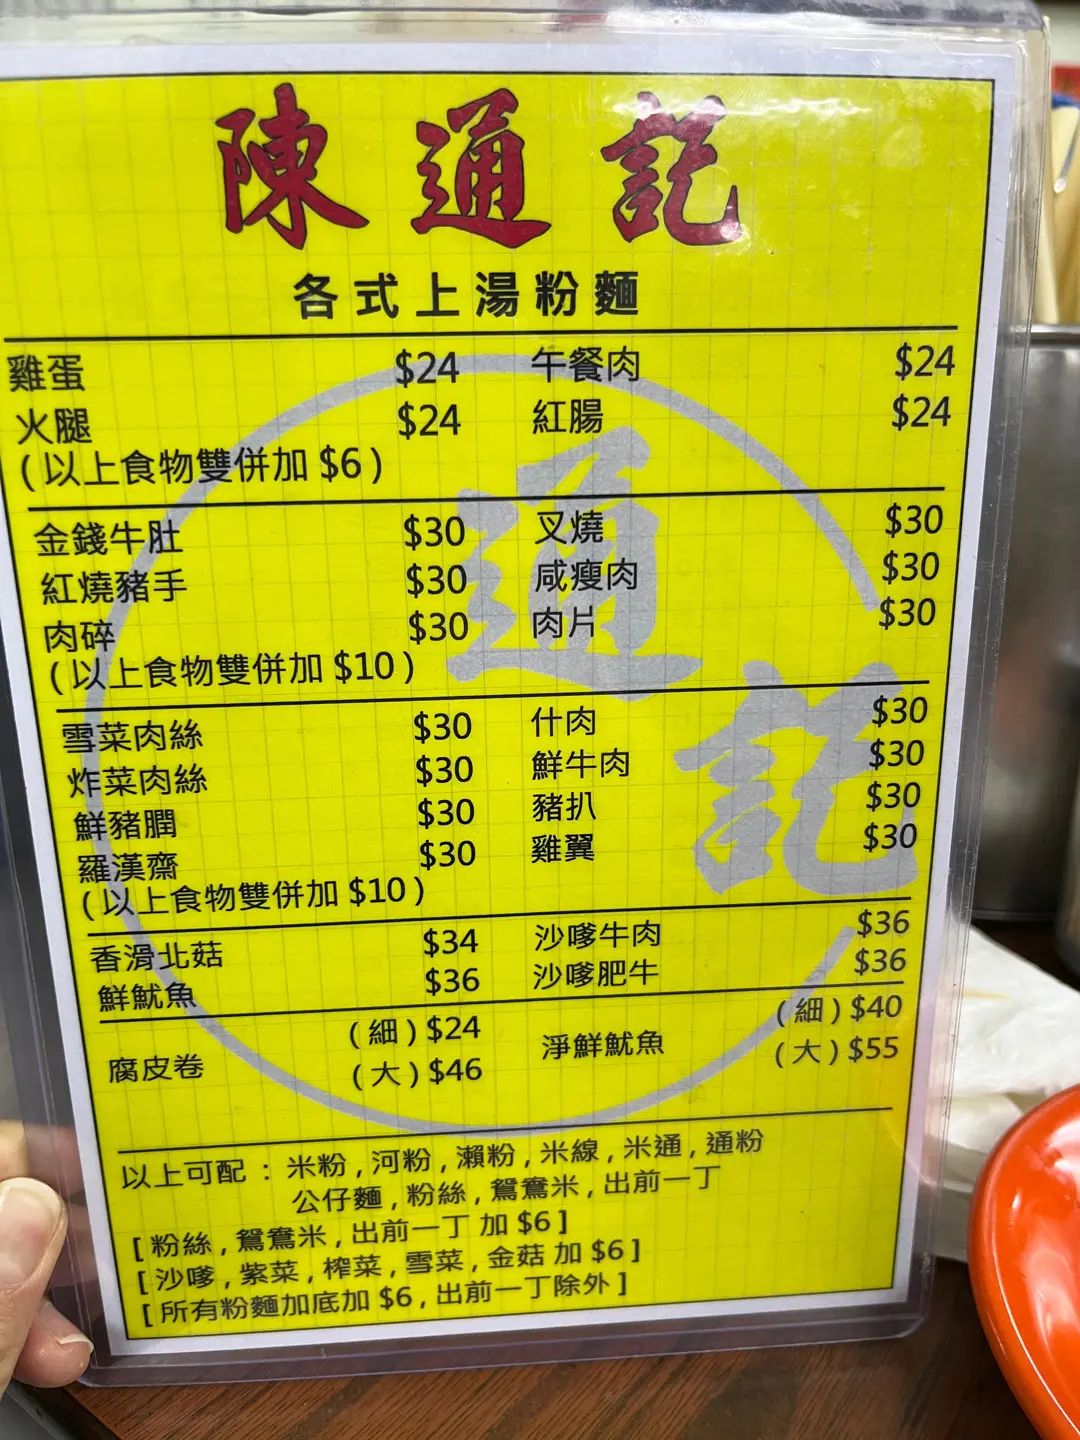 陳通記
各式上湯粉麵
雞蛋 $24 午餐肉 $24
火腿 $24 紅腸 $24
(以上食物雙併加 $6)
金錢牛肚 $30 叉燒 $30
紅燒豬手 $30 咸瘦肉 $30
肉碎 $30 肉片 $30
(以上食物雙併加 $10)
雪菜肉絲 $30 什肉 $30
炸菜肉絲 $30 鮮牛肉 $30
鮮豬膶 $30 豬扒 $30
羅漢齋 $30 雞翼 $30
(以上食物雙併加 $10)
香滑北菇 $34 沙嗲牛肉 $36
鮮魷魚 $36 沙嗲肥牛 $36
腐皮卷 (細) $24 淨鮮魷魚 (細) $40
(大) $46 (大) $55
以上可配 : 米粉 , 河粉 , 瀨粉 , 米線 , 米通 , 通粉
公仔麵 , 粉絲 , 鴛鴦米 , 出前一丁
[ 粉絲 , 鴛鴦米 , 出前一丁 加 $6 ]
[ 沙嗲 , 紫菜 , 榨菜 , 雪菜 , 金菇 加 $6 ]
[ 所有粉麵加底加 $6 , 出前一丁除外 ]
通記